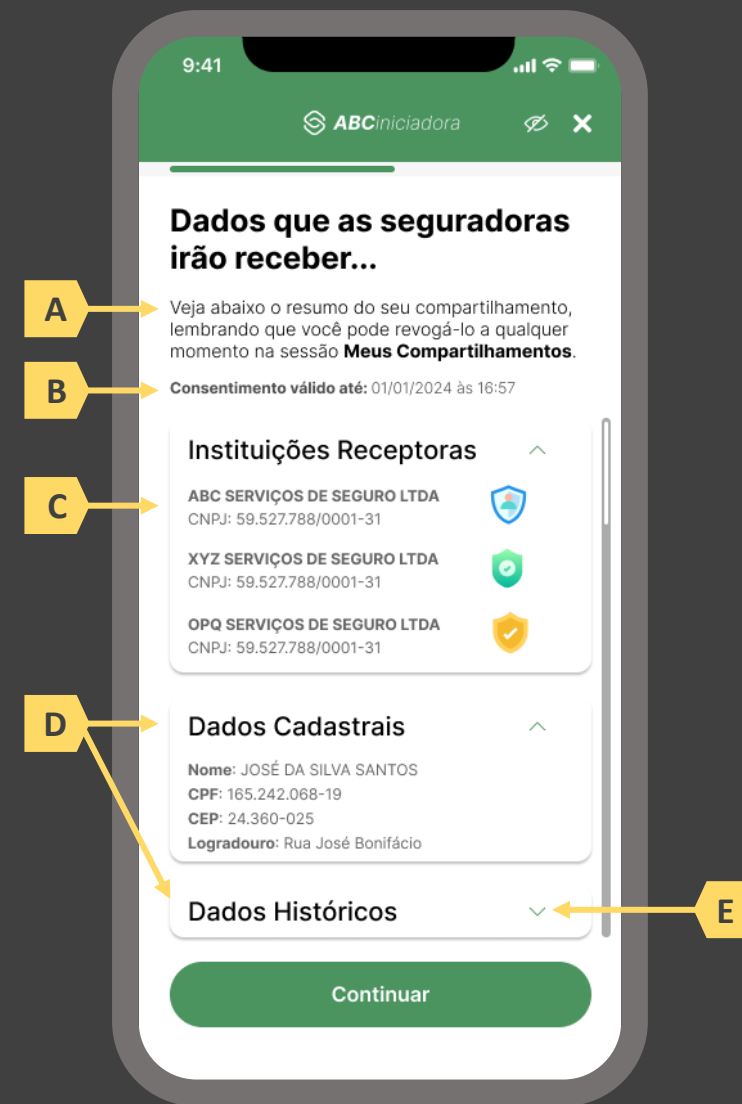 9:41
ABCiniciadora
Dados que as seguradoras
irão receber...
A
Veja abaixo o resumo do seu compartilhamento,
lembrando que você pode revogá-lo a qualquer
momento na sessão Meus Compartilhamentos.
B
Consentimento válido até: 01/01/2024 às 16:57
Instituições Receptoras
C
ABC SERVIÇOS DE SEGURO LTDA
CNPJ: 59.527.788/0001-31
XYZ SERVIÇOS DE SEGURO LTDA
CNPJ: 59.527.788/0001-31
OPQ SERVIÇOS DE SEGURO LTDA
CNPJ: 59.527.788/0001-31
D
Dados Cadastrais
Nome: JOSÉ DA SILVA SANTOS
CPF: 165.242.068-19
CEP: 24.360-025
Logradouro: Rua José Bonifácio
Dados Históricos
E
Continuar